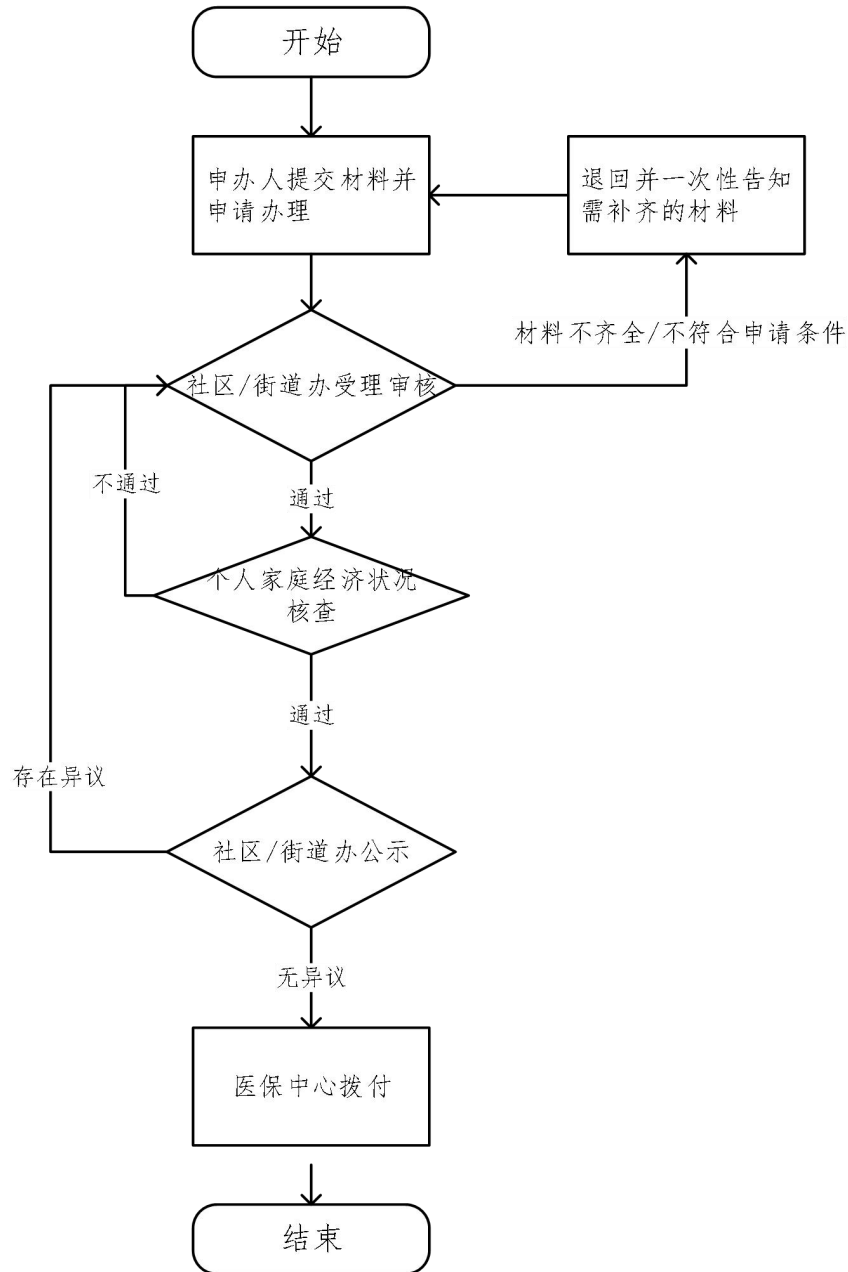 开始
申办人提交材料并
申请办理
退回并一次性告知
需补齐的材料
材料不齐全/不符合申请条件
社区/街道办受理审核
不通过
通过
个人家庭经济状况
核查
通过
存在异议
社区/街道办公示
无异议
医保中心拨付
结束